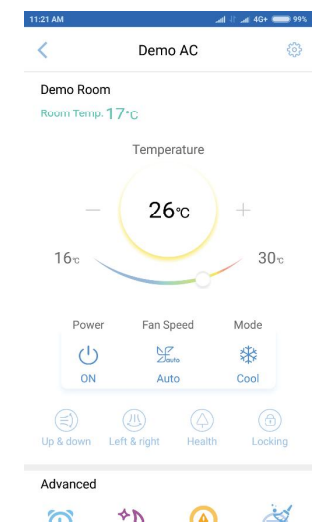 11:21 AM 4G+ 99%
Demo AC
Demo Room
Room Temp. 17°C
Temperature
− 26°C +
16°C 30°C
Power Fan Speed Mode
auto
ON Auto Cool
Up & down Left & right Health Locking
Advanced